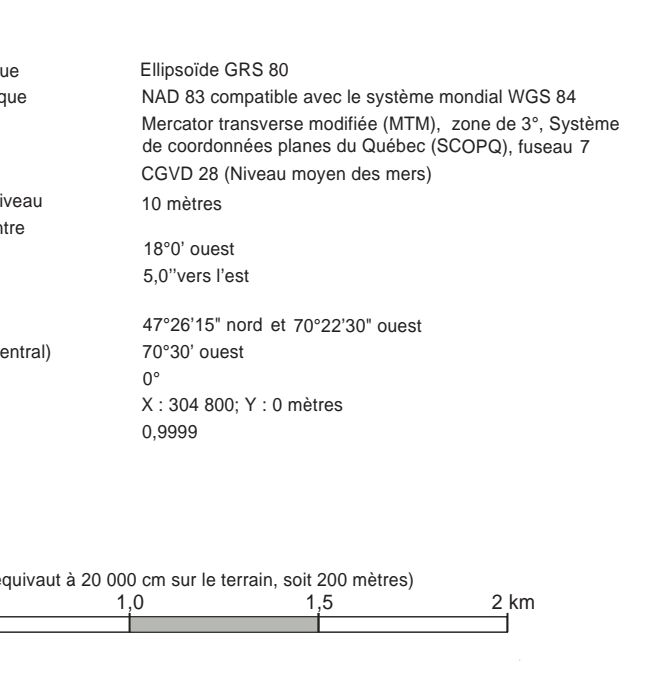 ue Ellipsoïde GRS 80
que NAD 83 compatible avec le système mondial WGS 84
Mercator transverse modifiée (MTM), zone de 3°, Système
de coordonnées planes du Québec (SCOPQ), fuseau 7
CGVD 28 (Niveau moyen des mers)
iveau 10 mètres
ntre
18°0' ouest
5,0''vers l'est
47°26'15" nord et 70°22'30" ouest
entral) 70°30' ouest
0°
X : 304 800; Y : 0 mètres
0,9999
équivaut à 20 000 cm sur le terrain, soit 200 mètres)
1,0 1,5 2 km